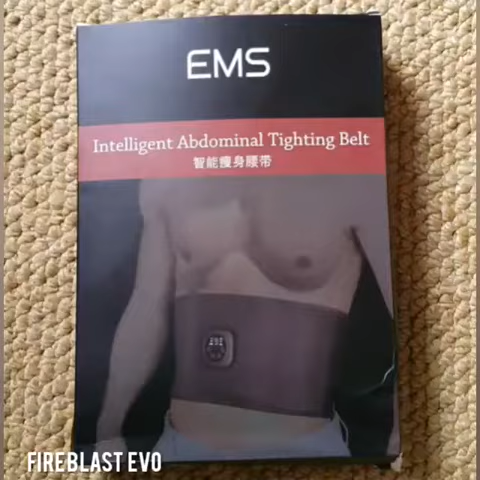 EMS
Intelligent Abdominal Tighting Belt
智能瘦身腰带
FIREBLAST EVO